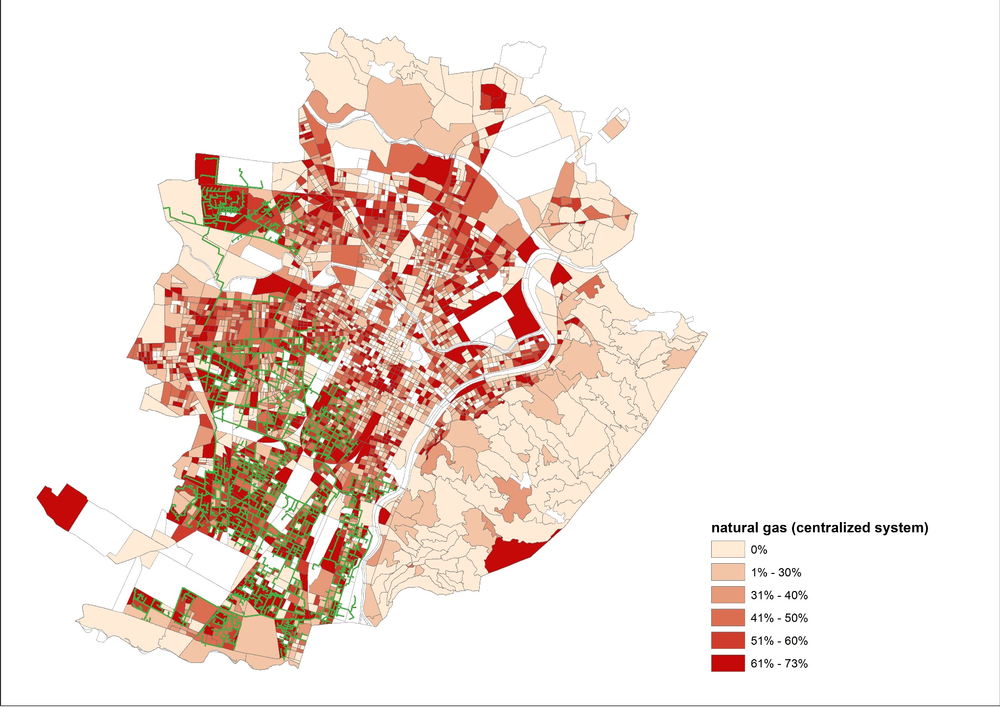 natural gas (centralized system)
0%
1% - 30%
31% - 40%
41% - 50%
51% - 60%
61% - 73%